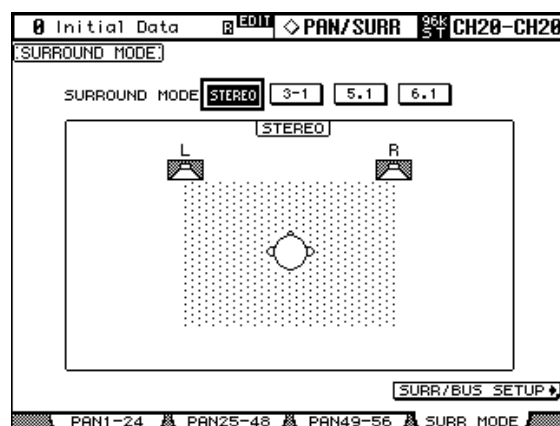 0 Initial Data R EDIT ◇PAN/SURR 96k ST CH20-CH20
SURROUND MODE
SURROUND MODE STEREO 3-1 5.1 6.1
STEREO
L R
SURR/BUS SETUP
PAN1-24 PAN25-48 PAN49-56 SURR MODE